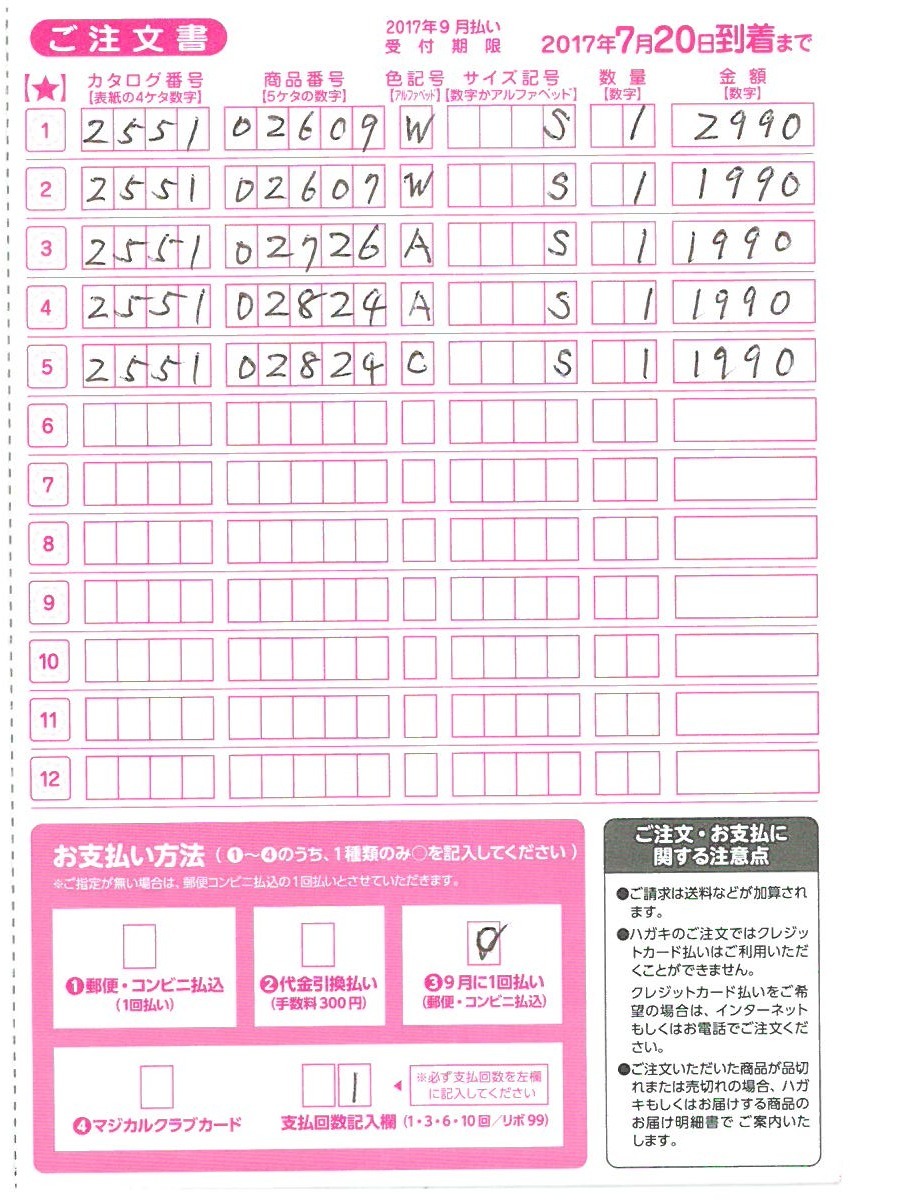 ご注文書
2017年9月払い
受付期限
2017年7月20日到着まで
【★】 カタログ番号 商品番号 色記号 サイズ記号 数量 金額
【表紙の4ケタ数字】 【5ケタの数字】 【アルファベット】 【数字かアルファベット】 【数字】 【数字】
1 2551 02609 W S 1 2990
2 2551 02607 W S 1 1990
3 2551 02726 A S 1 1990
4 2551 02824 A S 1 1990
5 2551 02824 C S 1 1990
6
7
8
9
10
11
12
お支払い方法（❶〜❹のうち、1種類のみ○を記入してください）
※ご指定が無い場合は、郵便コンビニ払込の1回払いとさせていただきます。
❶郵便・コンビニ払込
（1回払い）
❷代金引換払い
（手数料300円）
❸9月に1回払い
（郵便・コンビニ払込）
❹マジカルクラブカード
1
支払回数記入欄（1・3・6・10回／リボ99）
※必ず支払回数を左欄
に記入してください
ご注文・お支払に
関する注意点
●ご請求は送料などが加算され
ます。
●ハガキのご注文ではクレジッ
トカード払いはご利用いただ
くことができません。
クレジットカード払いをご希
望の場合は、インターネット
もしくはお電話でご注文くだ
さい。
●ご注文いただいた商品が品切
れまたは売切れの場合、ハガ
キもしくはお届けする商品の
お届け明細書でご案内いた
します。